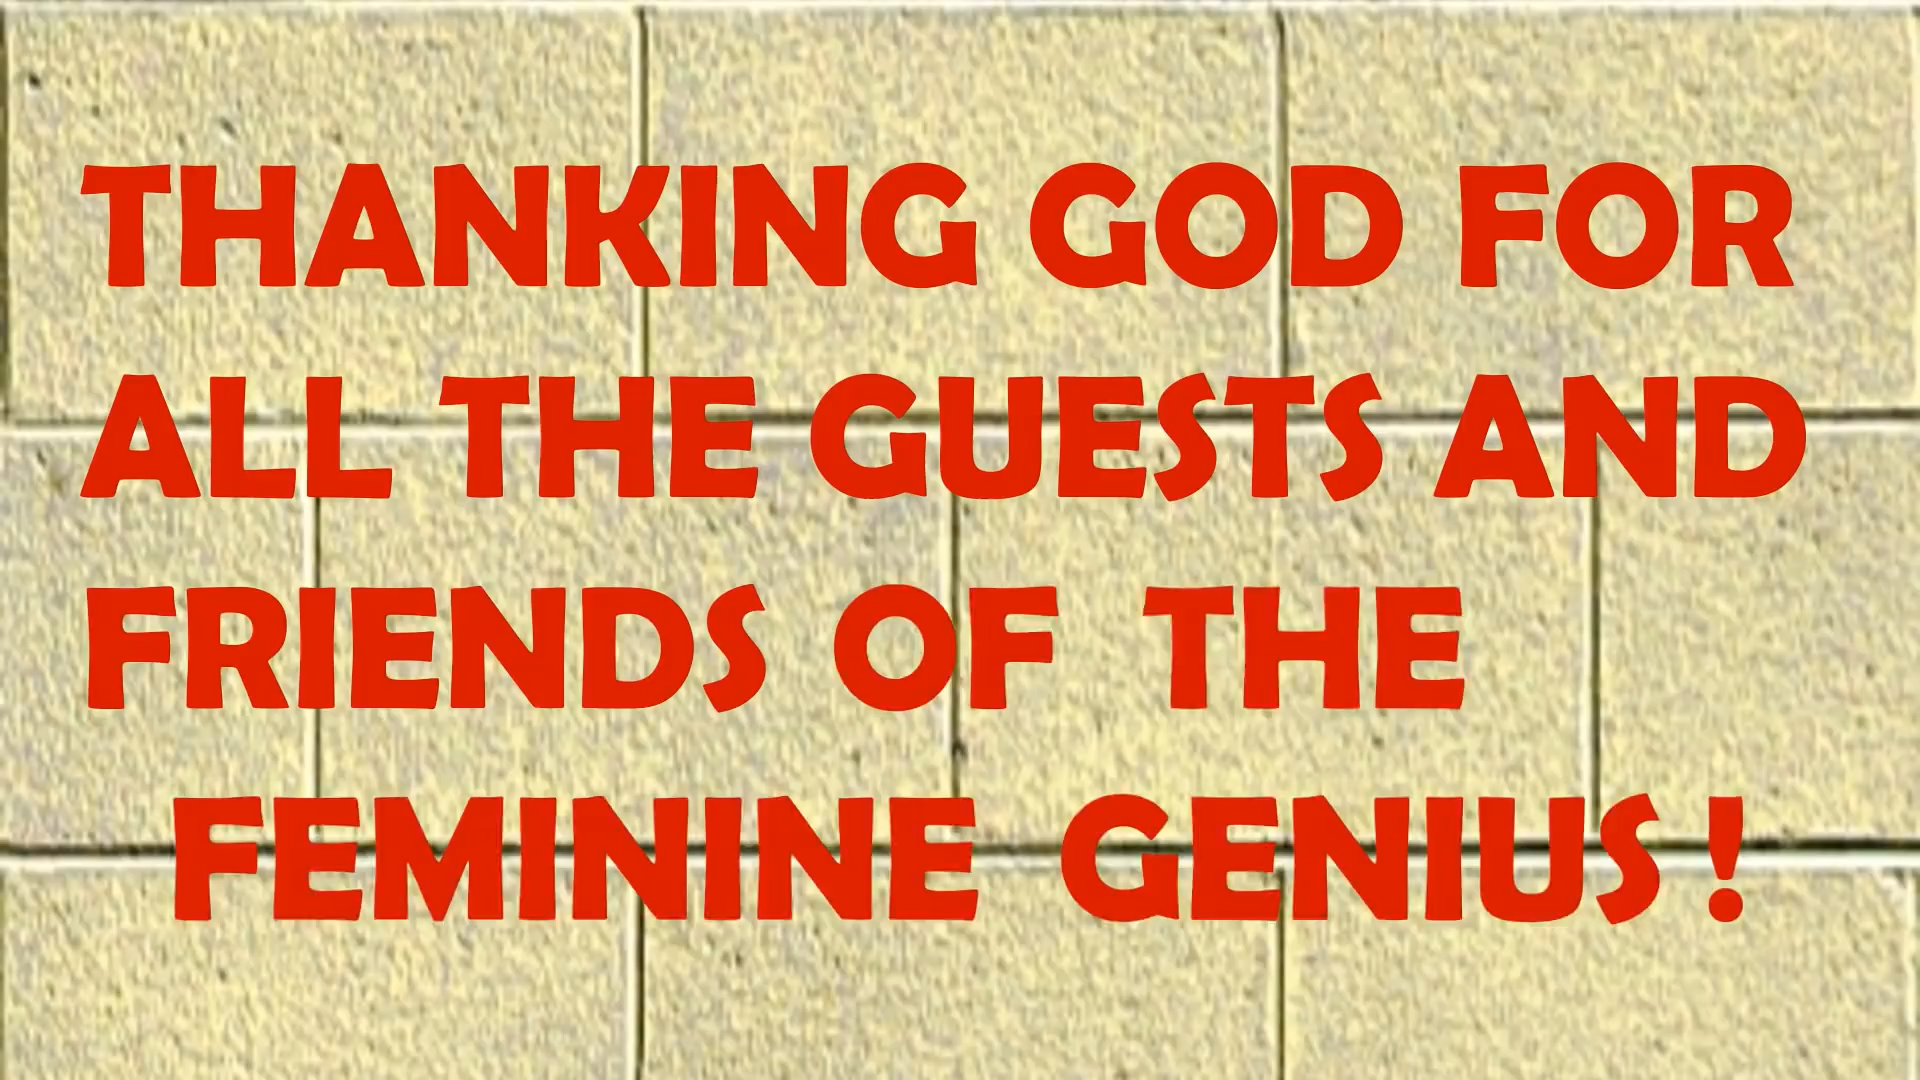 THANKING GOD FOR
ALL THE GUESTS AND
FRIENDS OF THE
FEMININE GENIUS!